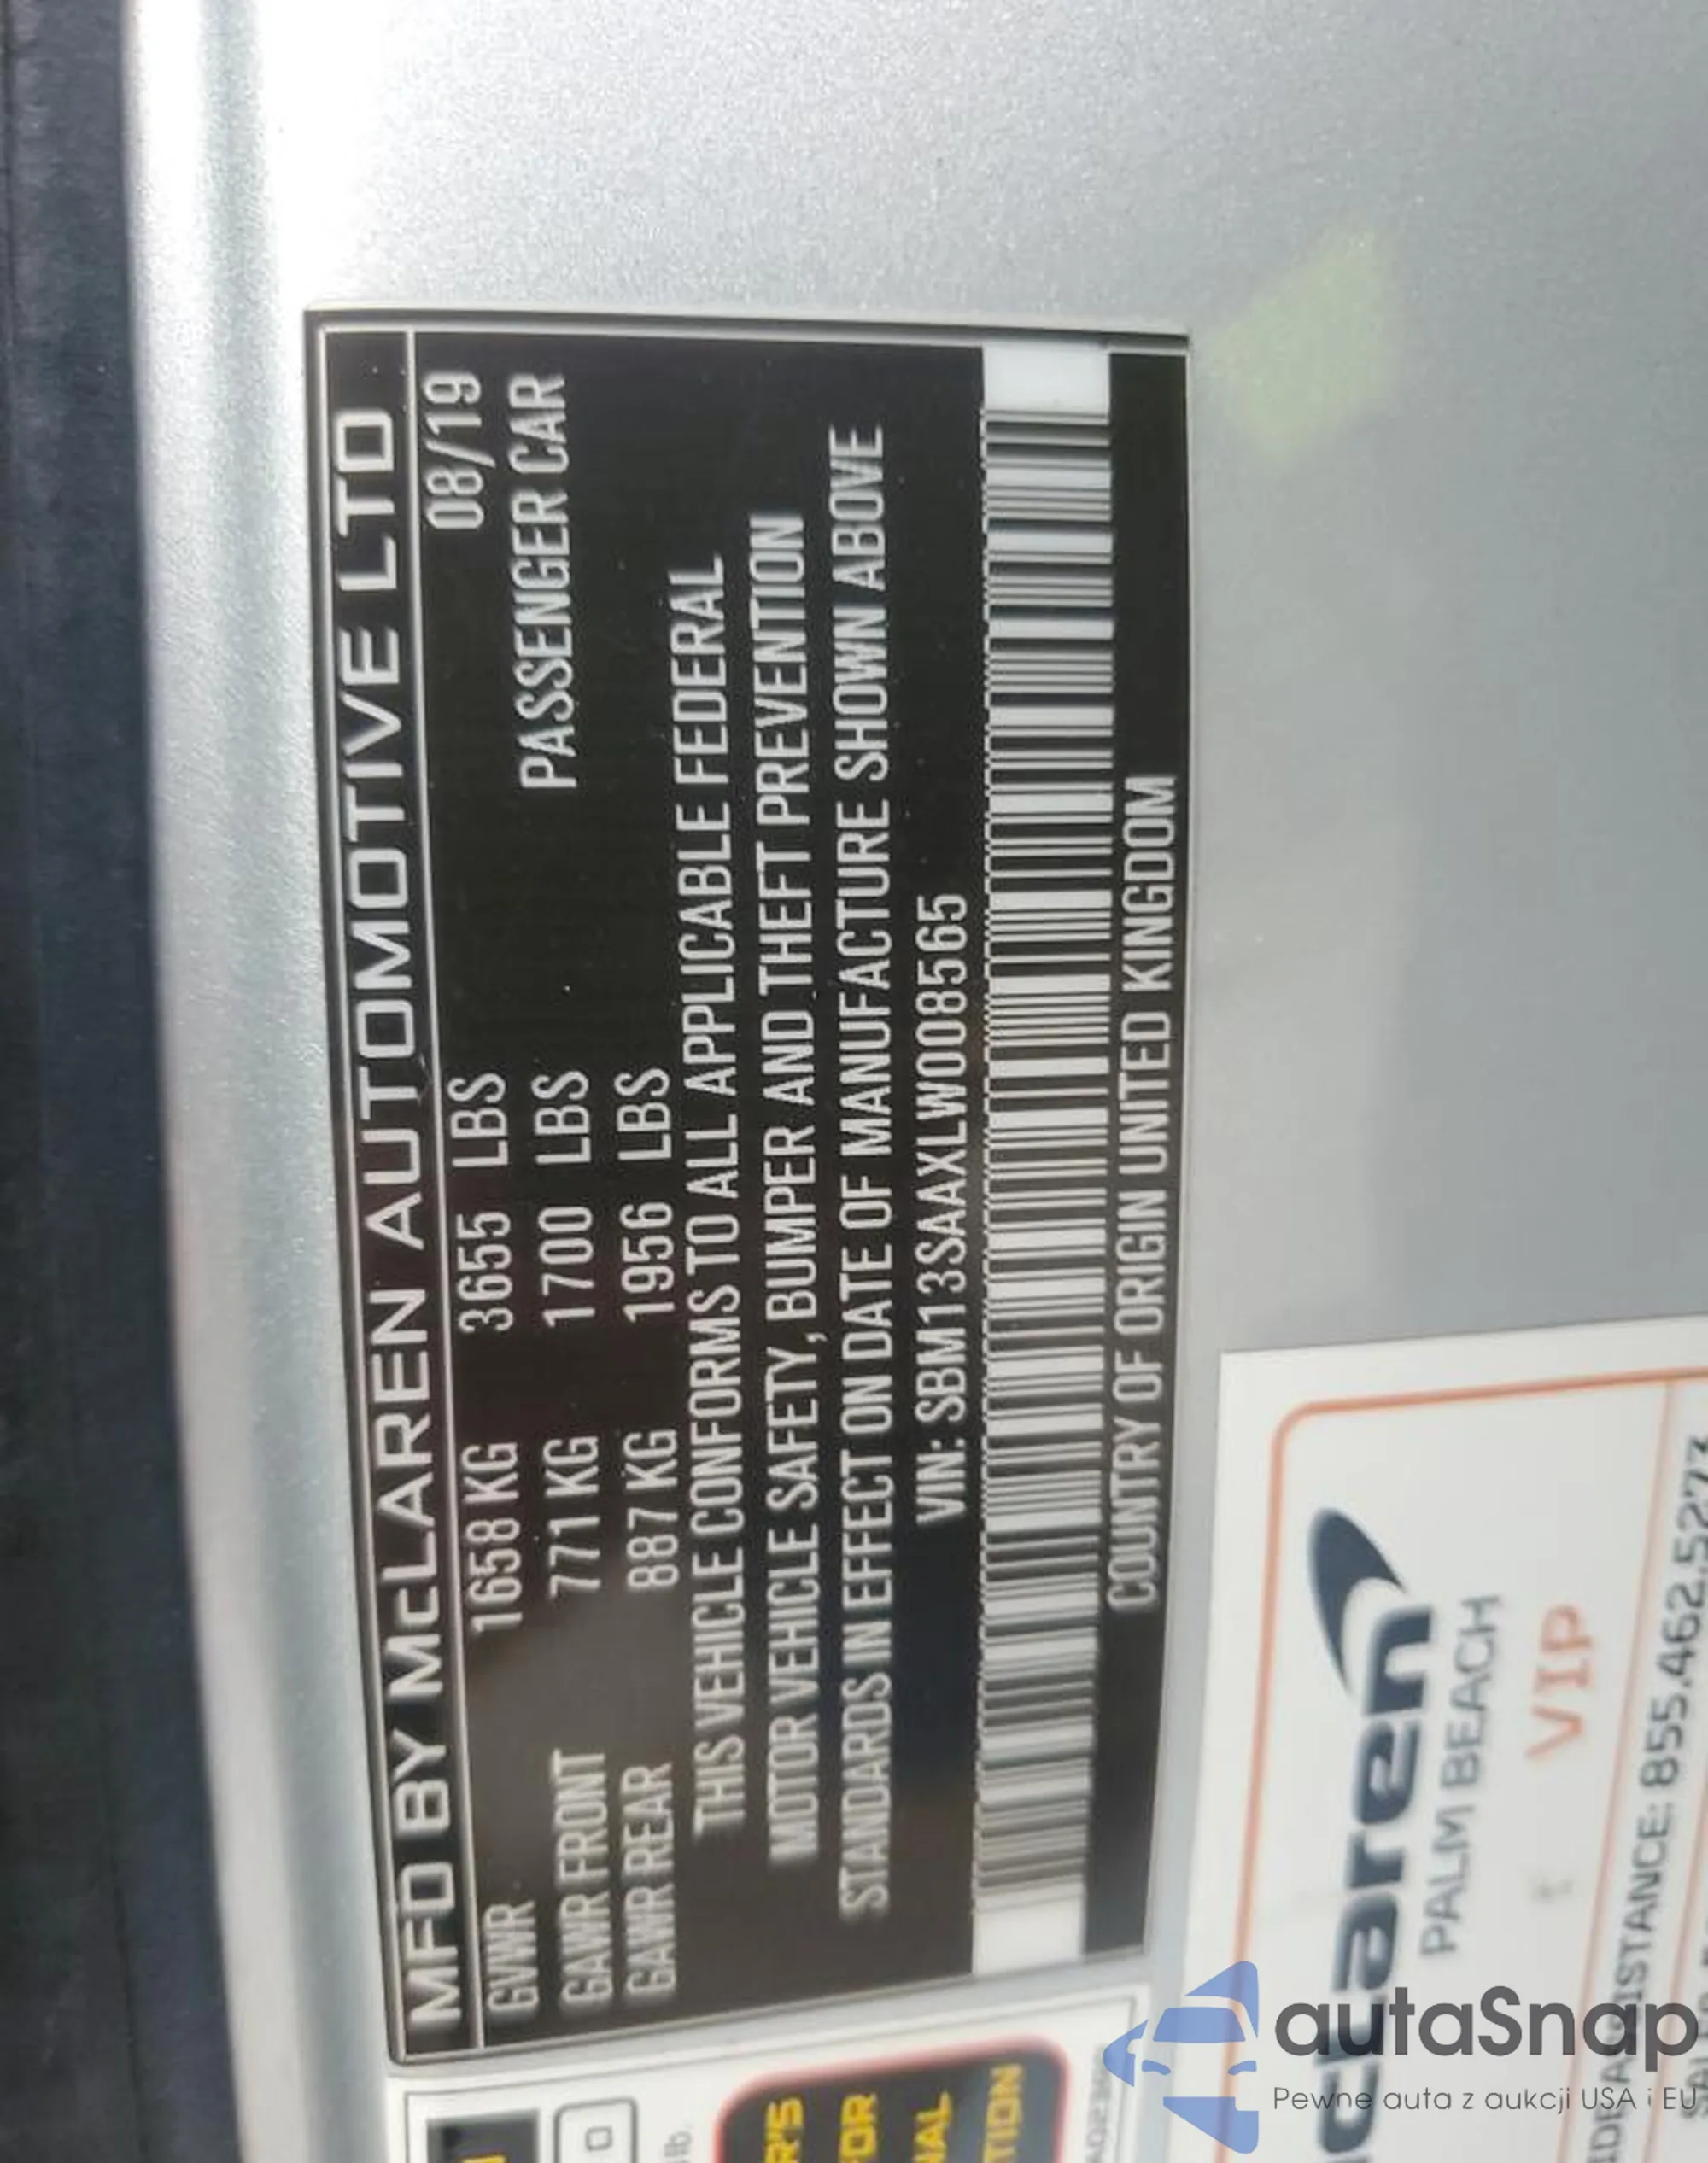 MFD BY McLAREN AUTOMOTIVE LTD
08/19
GVWR 1658 KG 3655 LBS PASSENGER CAR
GAWR FRONT 771 KG 1700 LBS
GAWR REAR 887 KG 1956 LBS
THIS VEHICLE CONFORMS TO ALL APPLICABLE FEDERAL
MOTOR VEHICLE SAFETY, BUMPER AND THEFT PREVENTION
STANDARDS IN EFFECT ON DATE OF MANUFACTURE SHOWN ABOVE
VIN: SBM13SAAXLW008565
COUNTRY OF ORIGIN UNITED KINGDOM
PALM BEACH
VIP
855.462.5273
autaSnap
Pewne auta z aukcji USA i EU